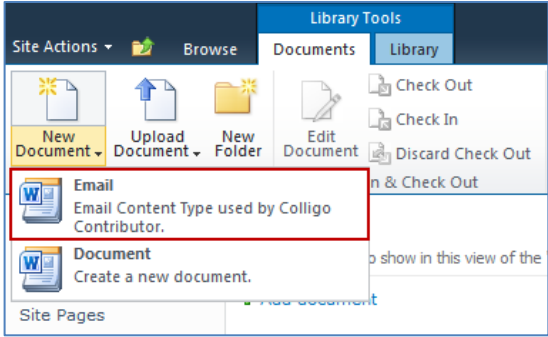 Library Tools
Site Actions Browse Documents Library
New Document
Upload Document
New Folder
Edit Document
Check Out
Check In
Discard Check Out
n & Check Out
Email
Email Content Type used by Colligo
Contributor.
Document
Create a new document.
o show in this view of the
Add document
Site Pages